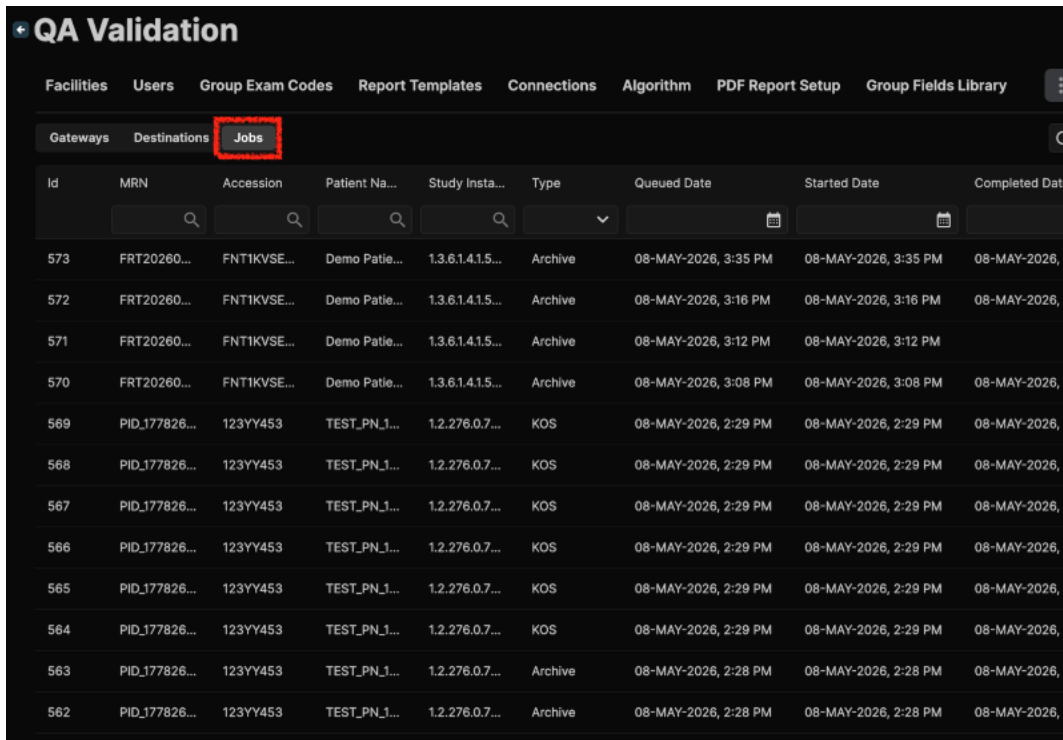 QA Validation
Facilities Users Group Exam Codes Report Templates Connections Algorithm PDF Report Setup Group Fields Library
Gateways Destinations Jobs
Id MRN Accession Patient Na... Study Insta... Type Queued Date Started Date Completed Dat
573 FRT20260... FNT1KVSE... Demo Patie... 1.3.6.1.4.1.5... Archive 08-MAY-2026, 3:35 PM 08-MAY-2026, 3:35 PM 08-MAY-2026,
572 FRT20260... FNT1KVSE... Demo Patie... 1.3.6.1.4.1.5... Archive 08-MAY-2026, 3:16 PM 08-MAY-2026, 3:16 PM 08-MAY-2026,
571 FRT20260... FNT1KVSE... Demo Patie... 1.3.6.1.4.1.5... Archive 08-MAY-2026, 3:12 PM 08-MAY-2026, 3:12 PM
570 FRT20260... FNT1KVSE... Demo Patie... 1.3.6.1.4.1.5... Archive 08-MAY-2026, 3:08 PM 08-MAY-2026, 3:08 PM 08-MAY-2026,
569 PID_177826... 123YY453 TEST_PN_1... 1.2.276.0.7... KOS 08-MAY-2026, 2:29 PM 08-MAY-2026, 2:29 PM 08-MAY-2026,
568 PID_177826... 123YY453 TEST_PN_1... 1.2.276.0.7... KOS 08-MAY-2026, 2:29 PM 08-MAY-2026, 2:29 PM 08-MAY-2026,
567 PID_177826... 123YY453 TEST_PN_1... 1.2.276.0.7... KOS 08-MAY-2026, 2:29 PM 08-MAY-2026, 2:29 PM 08-MAY-2026,
566 PID_177826... 123YY453 TEST_PN_1... 1.2.276.0.7... KOS 08-MAY-2026, 2:29 PM 08-MAY-2026, 2:29 PM 08-MAY-2026,
565 PID_177826... 123YY453 TEST_PN_1... 1.2.276.0.7... KOS 08-MAY-2026, 2:29 PM 08-MAY-2026, 2:29 PM 08-MAY-2026,
564 PID_177826... 123YY453 TEST_PN_1... 1.2.276.0.7... KOS 08-MAY-2026, 2:29 PM 08-MAY-2026, 2:29 PM 08-MAY-2026,
563 PID_177826... 123YY453 TEST_PN_1... 1.2.276.0.7... Archive 08-MAY-2026, 2:28 PM 08-MAY-2026, 2:28 PM 08-MAY-2026,
562 PID_177826... 123YY453 TEST_PN_1... 1.2.276.0.7... Archive 08-MAY-2026, 2:28 PM 08-MAY-2026, 2:28 PM 08-MAY-2026,